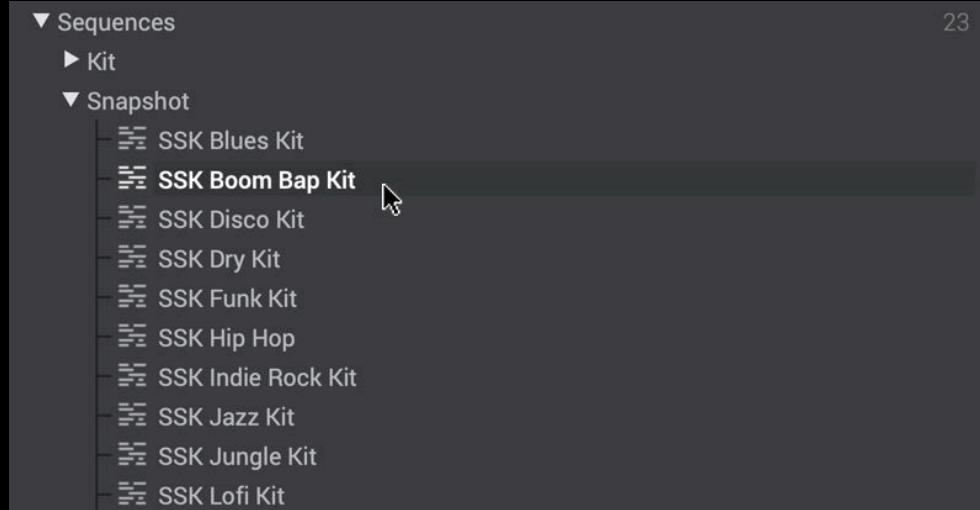 Sequences 23
Kit
Snapshot
SSK Blues Kit
SSK Boom Bap Kit
SSK Disco Kit
SSK Dry Kit
SSK Funk Kit
SSK Hip Hop
SSK Indie Rock Kit
SSK Jazz Kit
SSK Jungle Kit
SSK Lofi Kit